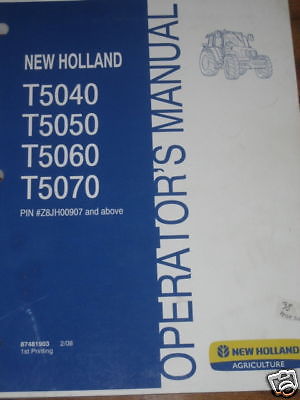 NEW HOLLAND
T5040
T5050
T5060
T5070
PIN #Z8JH00907 and above
87481903 2/08
1st Printing
OPERATOR'S MANUAL
38
NEW HOLLAND
AGRICULTURE